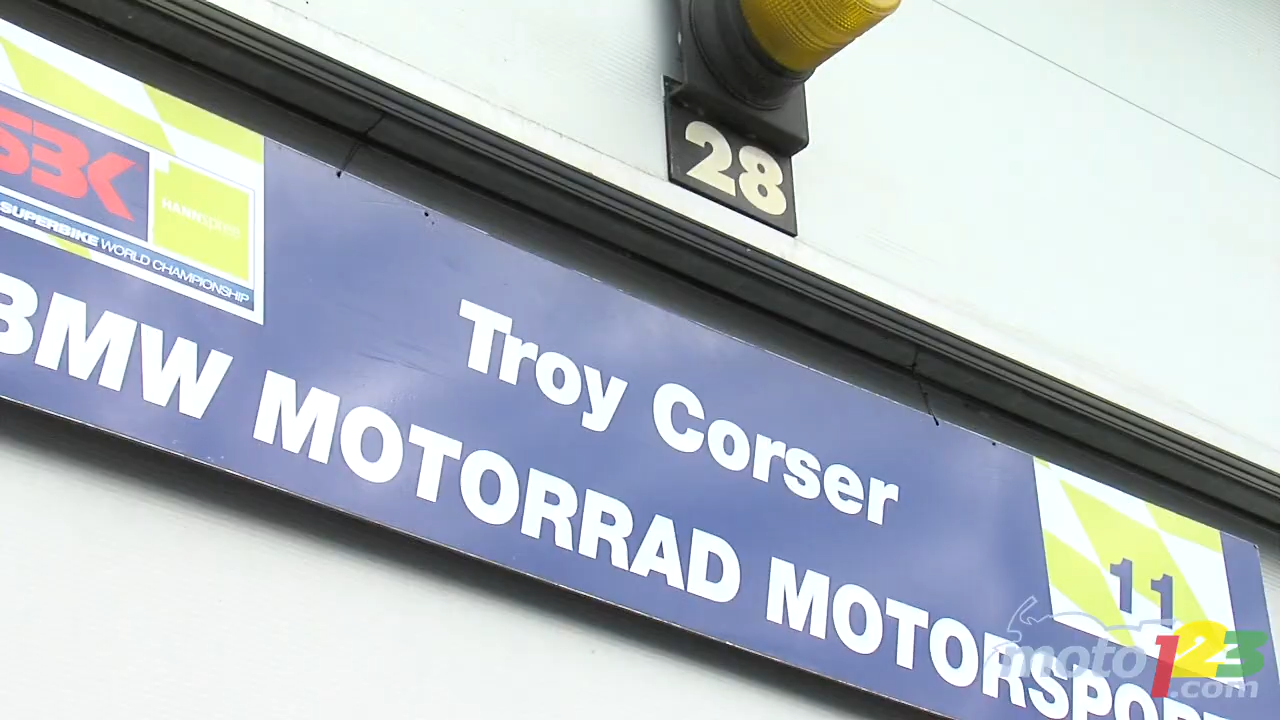 28
SBK
HANNspree
SUPERBIKE WORLD CHAMPIONSHIP
Troy Corser
BMW MOTORRAD MOTORSPORT
11
moto123
.com